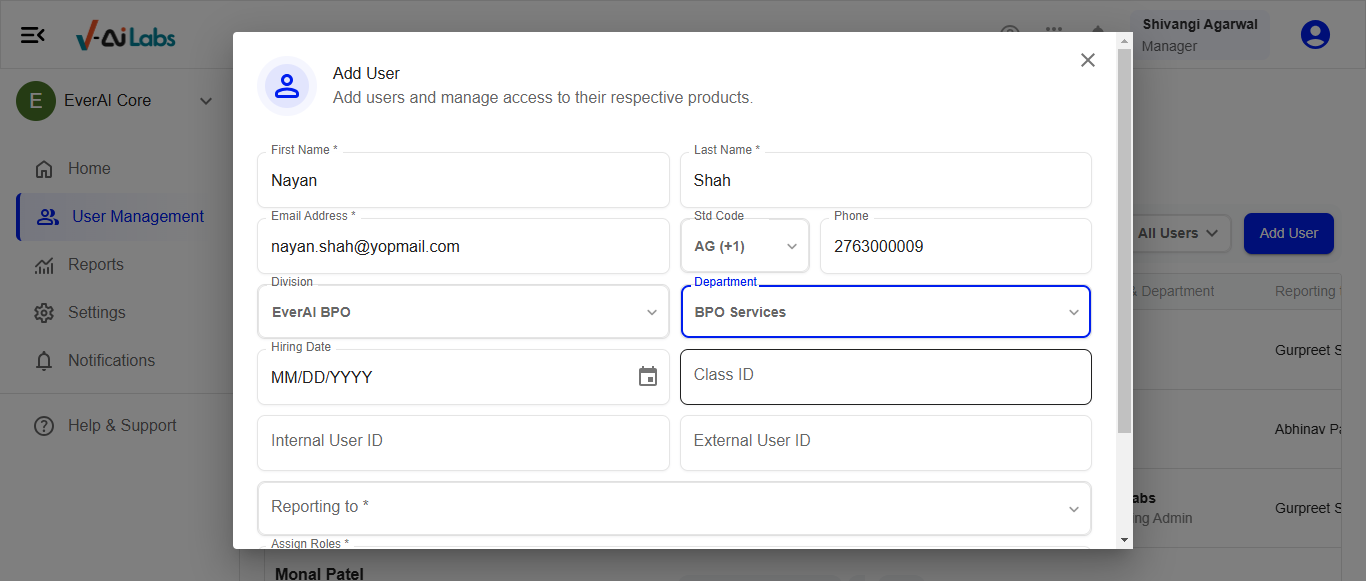 V-Ai Labs
Shivangi Agarwal
Manager
E
EverAI Core
Home
User Management
Reports
Settings
Notifications
Help & Support
Add User
Add users and manage access to their respective products.
First Name *
Nayan
Last Name *
Shah
Email Address *
nayan.shah@yopmail.com
Std Code
AG (+1)
Phone
2763000009
Division
EverAI BPO
Department
BPO Services
Hiring Date
MM/DD/YYYY
Class ID
Internal User ID
External User ID
Reporting to *
Assign Roles *
All Users
Add User
& Department
Reporting
Gurpreet S
Abhinav Pa
abs
ng Admin
Gurpreet S
Monal Patel